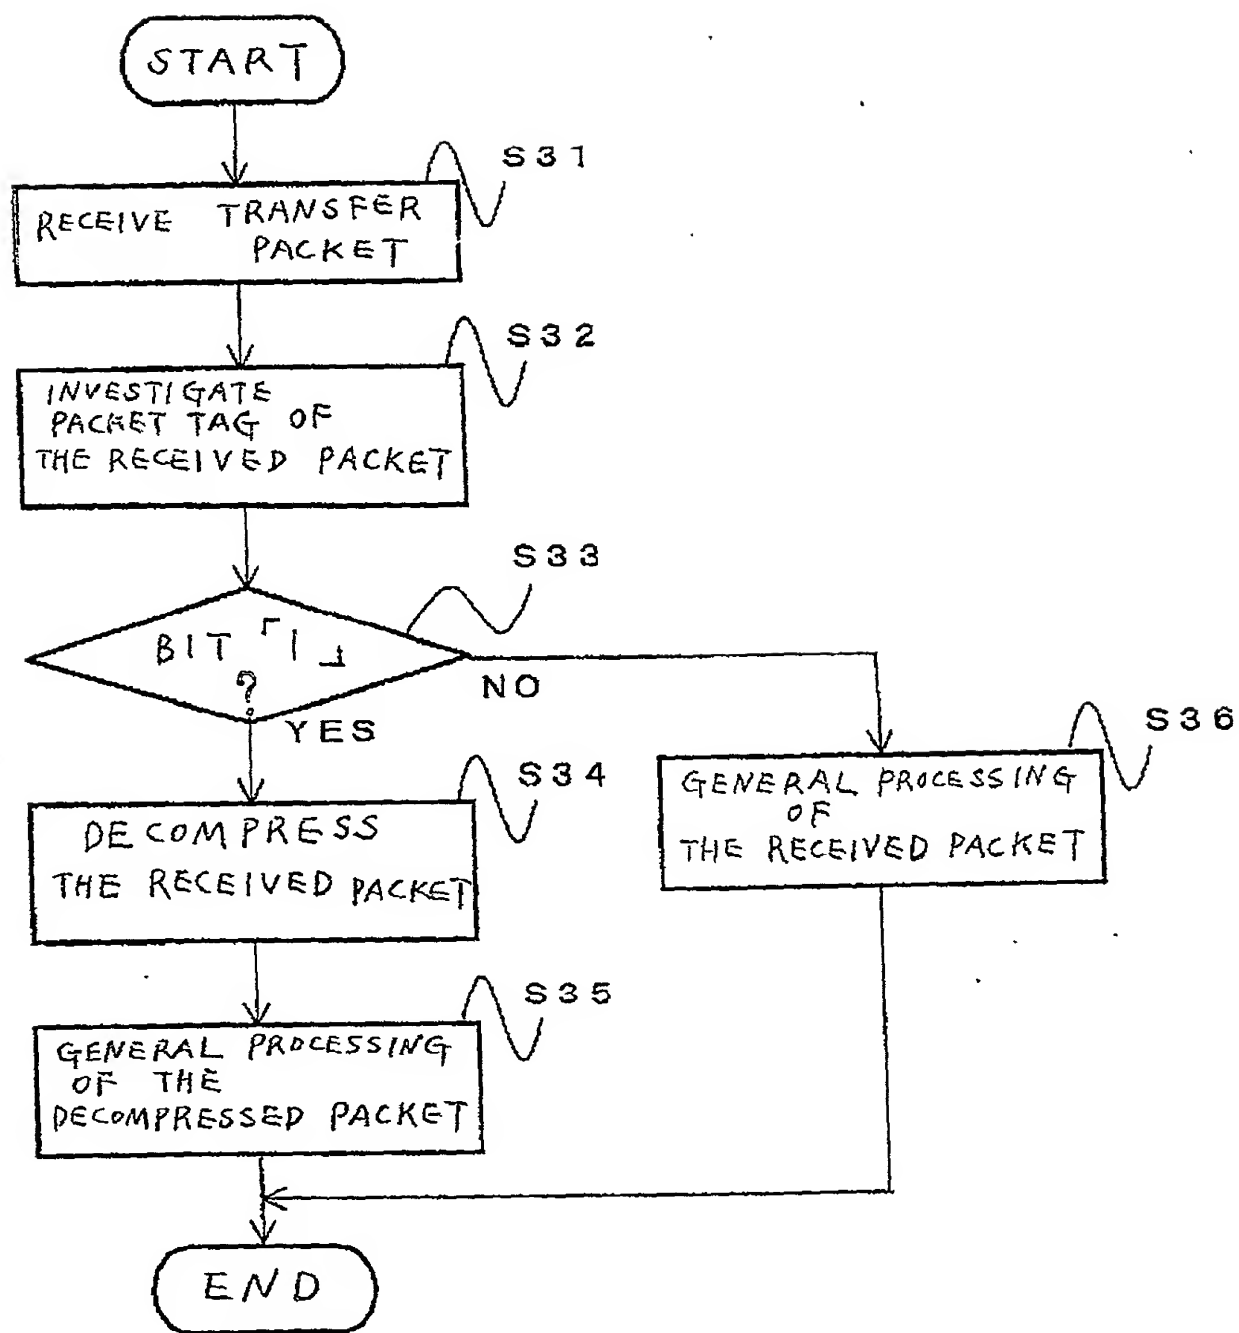 START
S31
RECEIVE TRANSFER
PACKET
S32
INVESTIGATE
PACKET TAG OF
THE RECEIVED PACKET
S33
BIT「1」
?
NO
YES
S34
DECOMPRESS
THE RECEIVED PACKET
S36
GENERAL PROCESSING
OF
THE RECEIVED PACKET
S35
GENERAL PROCESSING
OF THE
DECOMPRESSED PACKET
END